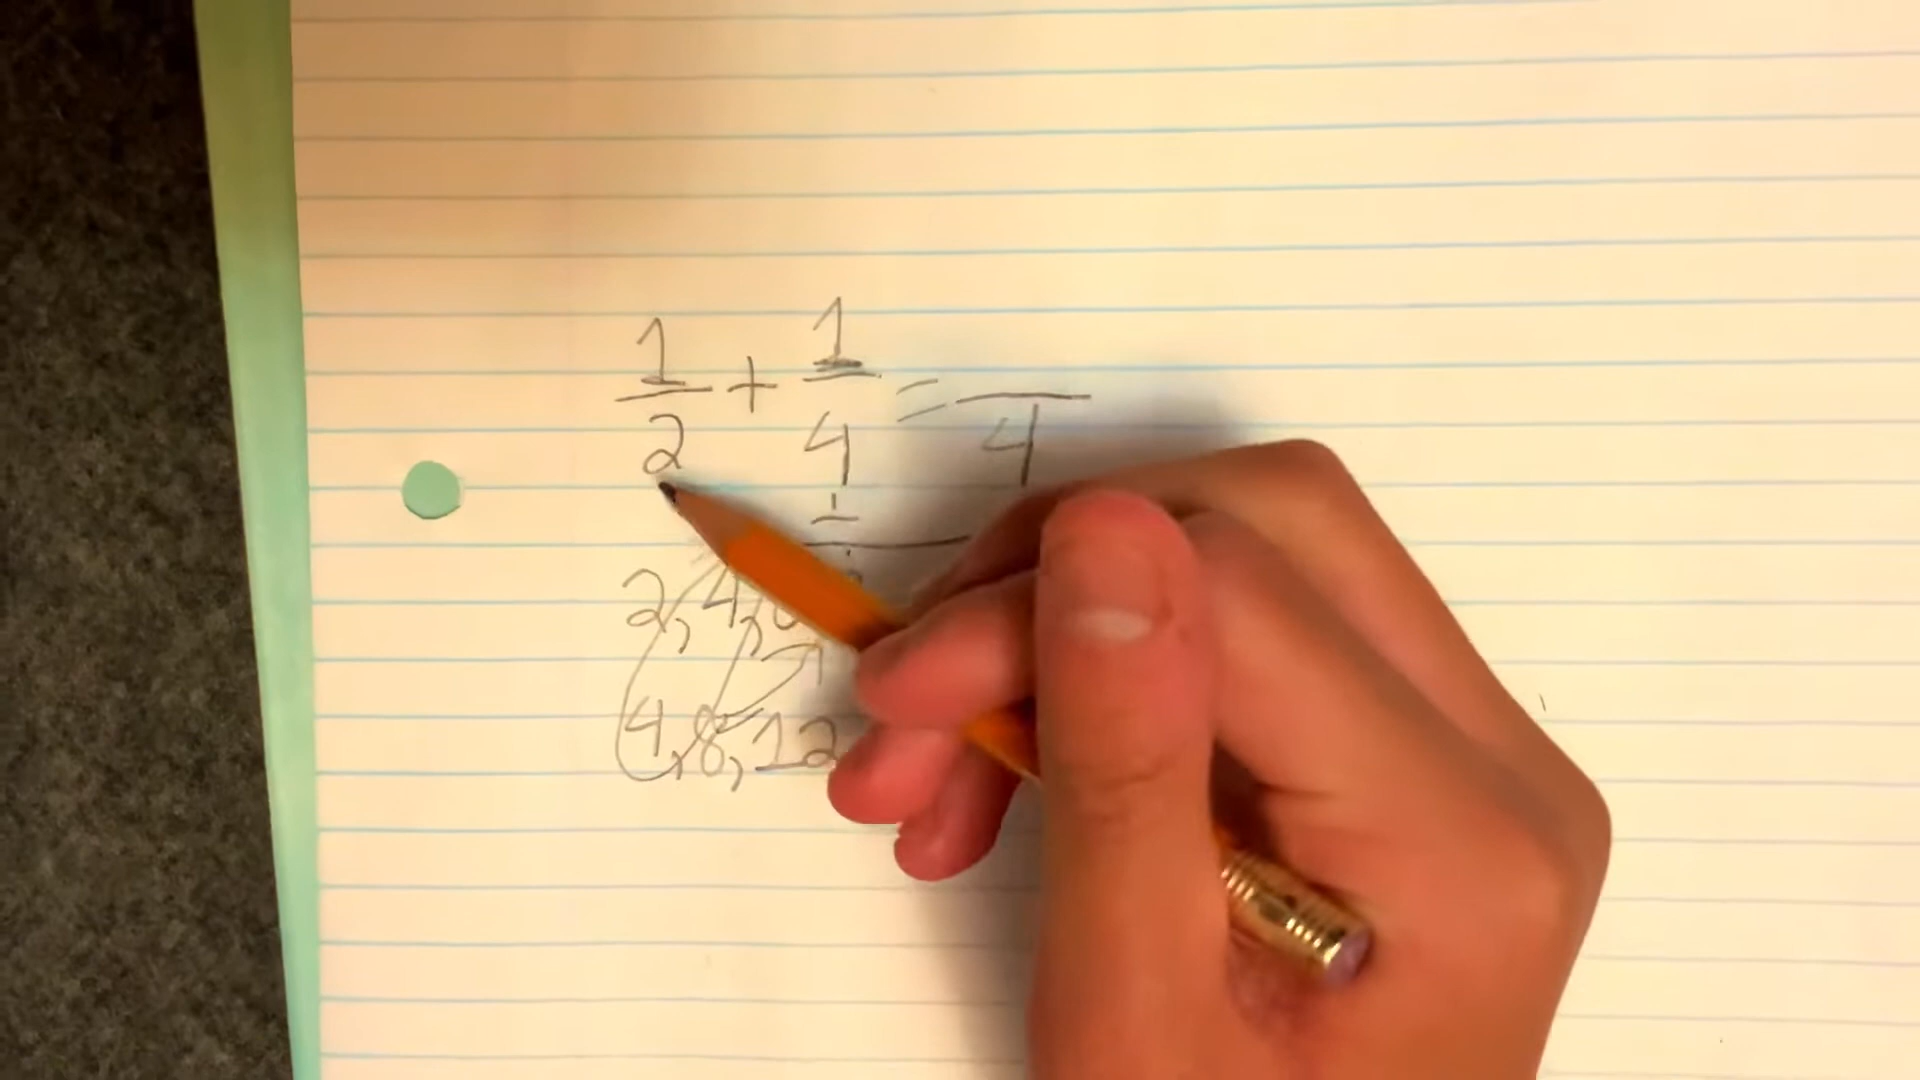 1/2 + 1/4 = /4
2, 4,
4, 8, 12